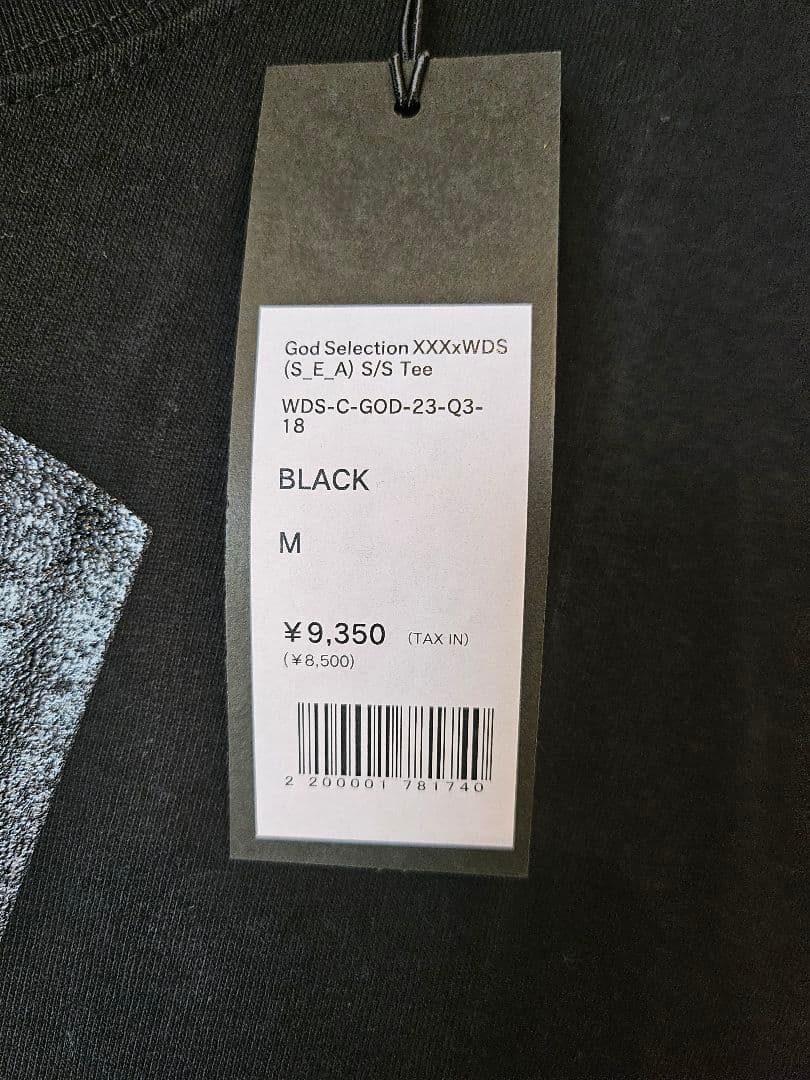 God Selection XXXxWDS
(S_E_A) S/S Tee
WDS-C-GOD-23-Q3-
18
BLACK
M
¥9,350 (TAX IN)
(¥8,500)
2 200001 781740